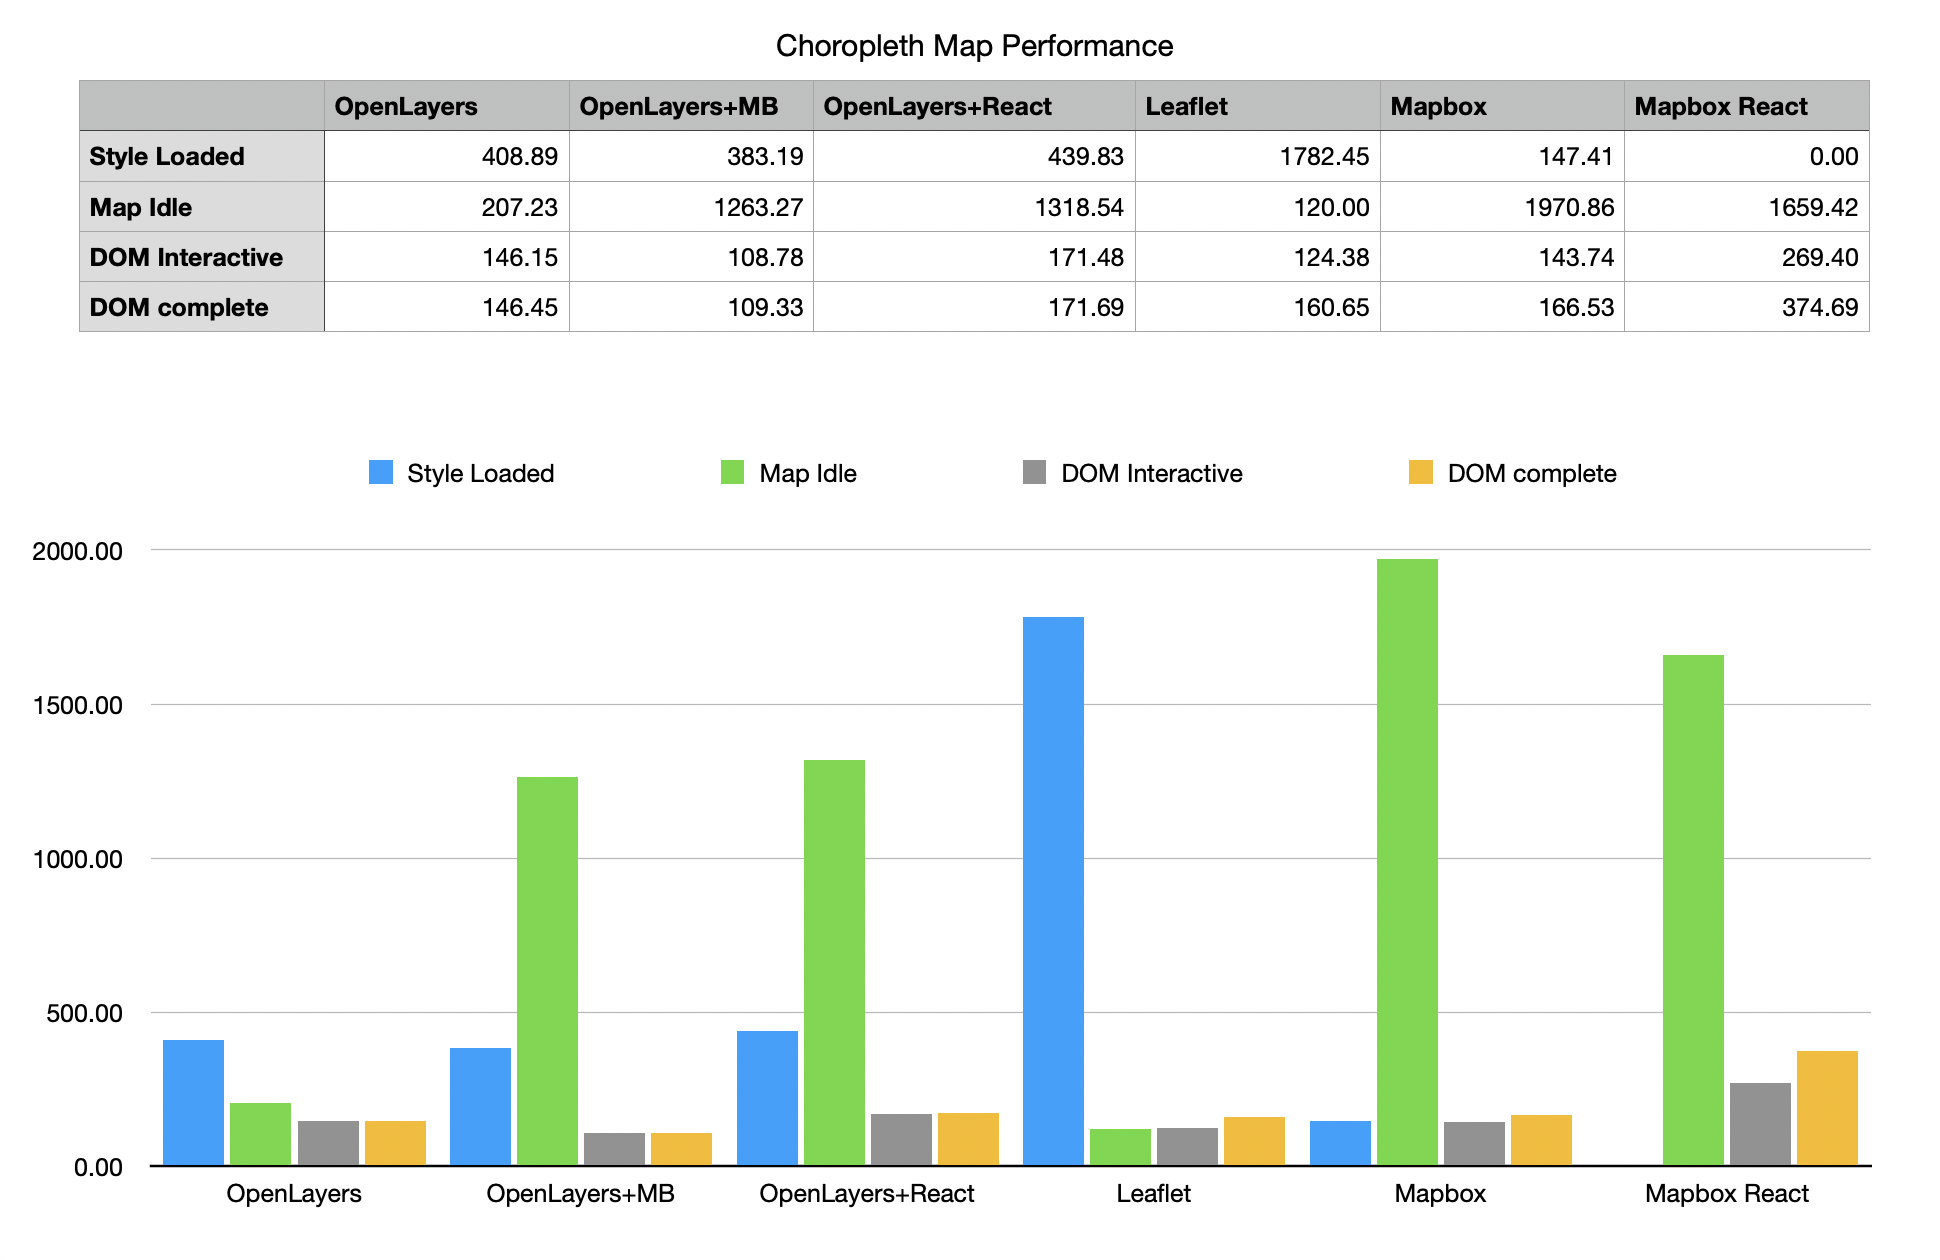 Choropleth Map Performance
OpenLayers OpenLayers+MB OpenLayers+React Leaflet Mapbox Mapbox React
Style Loaded 408.89 383.19 439.83 1782.45 147.41 0.00
Map Idle 207.23 1263.27 1318.54 120.00 1970.86 1659.42
DOM Interactive 146.15 108.78 171.48 124.38 143.74 269.40
DOM complete 146.45 109.33 171.69 160.65 166.53 374.69
Style Loaded Map Idle DOM Interactive DOM complete
2000.00
1500.00
1000.00
500.00
0.00
OpenLayers OpenLayers+MB OpenLayers+React Leaflet Mapbox Mapbox React